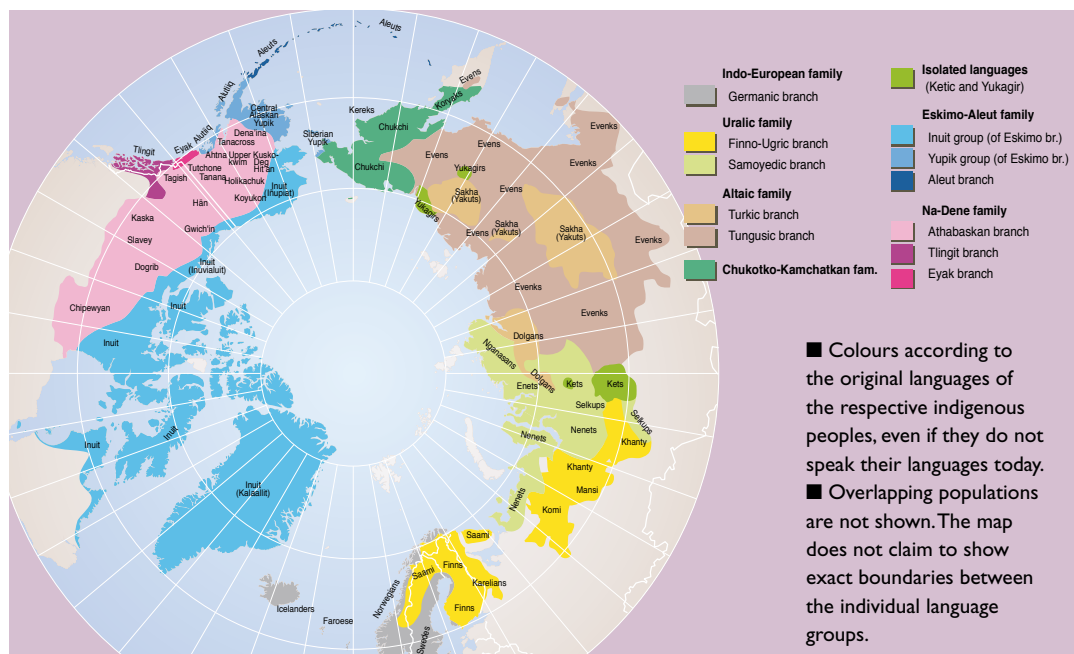 Aleuts
Aleuts
Alutiiq
Central
Alaskan
Yupik
Eyak
Alutiiq
Tlingit
Dena'ina
Tanacross
Ahtna
Upper Kusko-
kwim
Deg
Hit'an
Tutchone
Tanana
Tagish
Holikachuk
Hän
Koyukon
Inuit
(Inupiat)
Kaska
Gwich'in
Slavey
Inuit
(Inuvialuit)
Dogrib
Chipewyan
Inuit
Inuit
Inuit
Inuit
Inuit
(Kalaallit)
Siberian
Yupik
Kereks
Chukchi
Chukchi
Koryaks
Evens
Evens
Evens
Yukagirs
Yukagirs
Sakha
(Yakuts)
Evens
Evens
Sakha
(Yakuts)
Sakha
(Yakuts)
Evenks
Evenks
Evenks
Evenks
Evenks
Dolgans
Nganasans
Dolgans
Enets
Kets
Kets
Selkups
Selkups
Nenets
Nenets
Khanty
Khanty
Mansi
Nenets
Komi
Saami
Finns
Saami
Karelians
Finns
Norwegians
Swedes
Icelanders
Faroese
Indo-European family
Germanic branch
Uralic family
Finno-Ugric branch
Samoyedic branch
Altaic family
Turkic branch
Tungusic branch
Chukotko-Kamchatkan fam.
Isolated languages
(Ketic and Yukagir)
Eskimo-Aleut family
Inuit group (of Eskimo br.)
Yupik group (of Eskimo br.)
Aleut branch
Na-Dene family
Athabaskan branch
Tlingit branch
Eyak branch
■ Colours according to
the original languages of
the respective indigenous
peoples, even if they do not
speak their languages today.
■ Overlapping populations
are not shown. The map
does not claim to show
exact boundaries between
the individual language
groups.